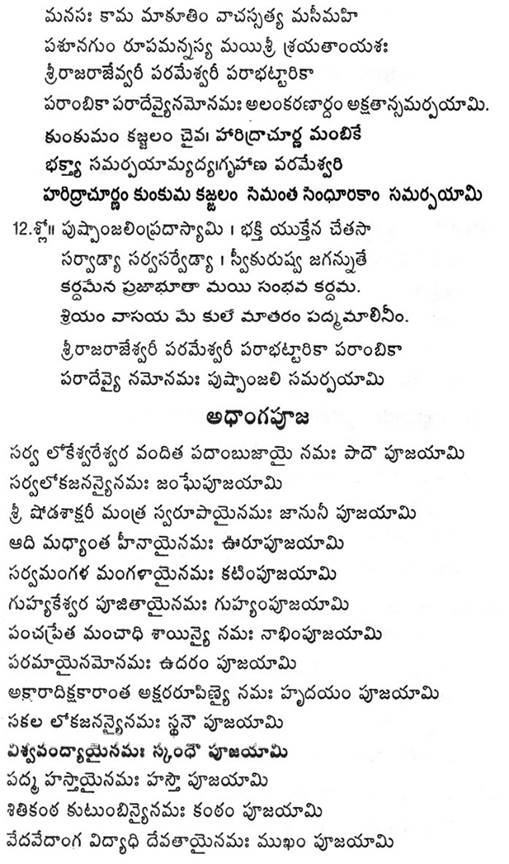 మనసః కామ మాకూతిం వాచస్సత్య మసీమహి
పశూనగుం రూపమన్నస్య మయిశ్రీ శ్రయతాంయశః
శ్రీరాజరాజేవ్వరీ పరమేశ్వరీ పరాభట్టారికా
పరాంబికా పరాదేవ్యైనమోనమః అలంకరణార్దం అక్షతాన్సమర్పయామి.
కుంకుమం కజ్జలం చైవ। హారిద్రాచూర్ణ మంబికే
భక్త్యా సమర్పయామ్యద్య।గృహాణ పరమేశ్వరి
హరిద్రాచూర్ణం కుంకుమ కజ్జలం సిమంత సింధూరికాం సమర్పయామి
12.శ్లో॥ పుష్పాంజలింప్రదాస్యామి । భక్తి యుక్తేన చేతసా
సర్వాడ్యా సర్వసర్వేడ్యా । స్వీకురుష్వ జగన్నుతే
కర్దమేన ప్రజాభూతా మయి సంభవ కర్దమ.
శ్రియం వాసయ మే కులే మాతరం పద్మమాలినీం.
శ్రీరాజరాజేశ్వరీ పరమేశ్వరీ పరాభట్టారికా పరాంబికా
పరాదేవ్యై నమోనమః పుష్పాంజలి సమర్పయామి
అధాంగపూజ
సర్వ లోకేశ్వరేశ్వర వందిత పదాంబుజాయై నమః పాదౌ పూజయామి
సర్వలోకజనన్యైనమః జంఘేపూజయామి
శ్రీ షోడశాక్షరీ మంత్ర స్వరూపాయైనమః జానునీ పూజయామి
ఆది మధ్యాంత హీనాయైనమః ఊరూపూజయామి
సర్వమంగళ మంగళాయైనమః కటింపూజయామి
గుహ్యకేశ్వర పూజితాయైనమః గుహ్యంపూజయామి
పంచప్రేత మంచాధి శాయిన్యై నమః నాభింపూజయామి
పరమాయైనమోనమః ఉదరం పూజయామి
అకారాదిక్షకారాంత అక్షరరూపిణ్యై నమః హృదయం పూజయామి
సకల లోకజనన్యైనమః స్థనౌ పూజయామి
విశ్వవంద్యాయైనమః స్కంధౌ పూజయామి
పద్మ హస్తాయైనమః హస్తౌ పూజయామి
శితికంఠ కుటుంబిన్యైనమః కంఠం పూజయామి
వేదవేదాంగ విద్యాధి దేవతాయైనమః ముఖం పూజయామి